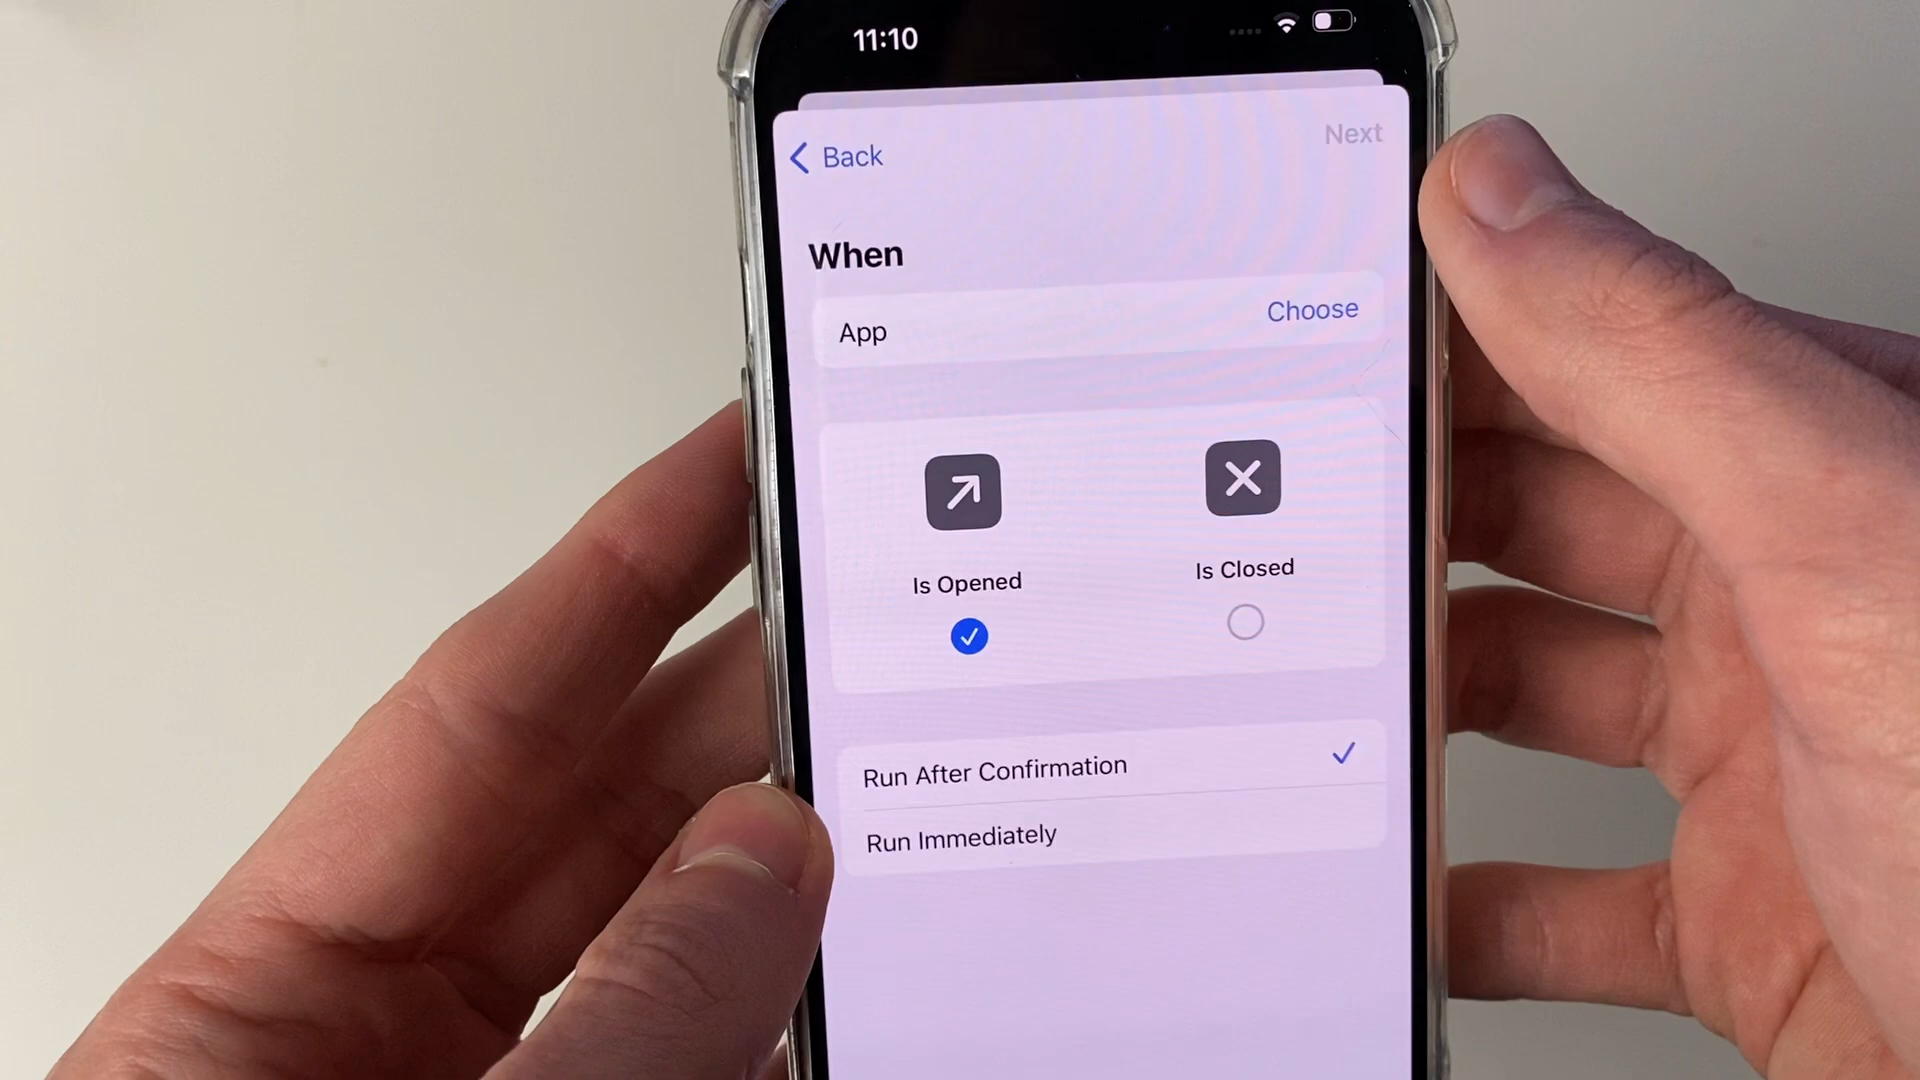 11:10
Back
Next
When
App
Choose
Is Opened
Is Closed
Run After Confirmation
Run Immediately